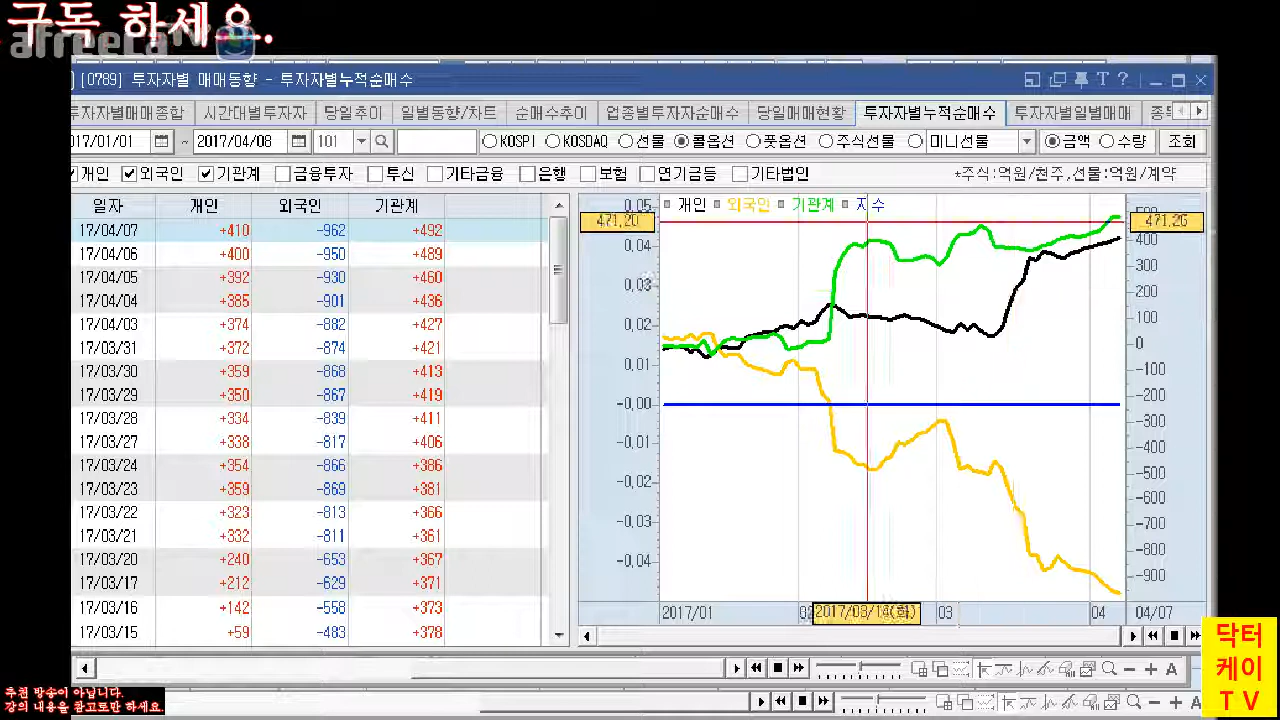 구독 하세요.
afreecaTV
[0789] 투자자별 매매동향 - 투자자별누적순매수
투자자별매매종합 시간대별투자자 당일추이 일별동향/차트 순매수추이 업종별투자자순매수 당일매매현황 투자자별누적순매수 투자자별일별매매
2017/04/08 101 KOSPI KOSDAQ 선물 콜옵션 풋옵션 주식선물 미니선물 금액 수량 조회
개인 외국인 기관계 금융투자 투신 기타금융 은행 보험 연기금등 기타법인 *주식:억원/천주,선물:억원/계약
일자 개인 외국인 기관계
17/04/07 +410 -962 +492
17/04/06 +400 -950 +489
17/04/05 +392 -930 +460
17/04/04 +385 -901 +436
17/04/03 +374 -882 +427
17/03/31 +372 -874 +421
17/03/30 +359 -868 +413
17/03/29 +350 -867 +419
17/03/28 +334 -839 +411
17/03/27 +338 -817 +406
17/03/24 +354 -866 +386
17/03/23 +359 -869 +381
17/03/22 +323 -813 +366
17/03/21 +332 -811 +361
17/03/20 +240 -653 +367
17/03/17 +212 -629 +371
17/03/16 +142 -558 +373
17/03/15 +59 -483 +378
개인 외국인 기관계 지수
0,05
471,20
0,04
0,03
0,02
0,01
-0,00
-0,01
-0,02
-0,03
-0,04
471,26
400
300
200
100
0
-100
-200
-300
-400
-500
-600
-700
-800
-900
2017/01 2017/03/14(화) 03 04 04/07
닥터
케이
T V
추천 방송이 아닙니다.
강의 내용을 참고로만 하세요.